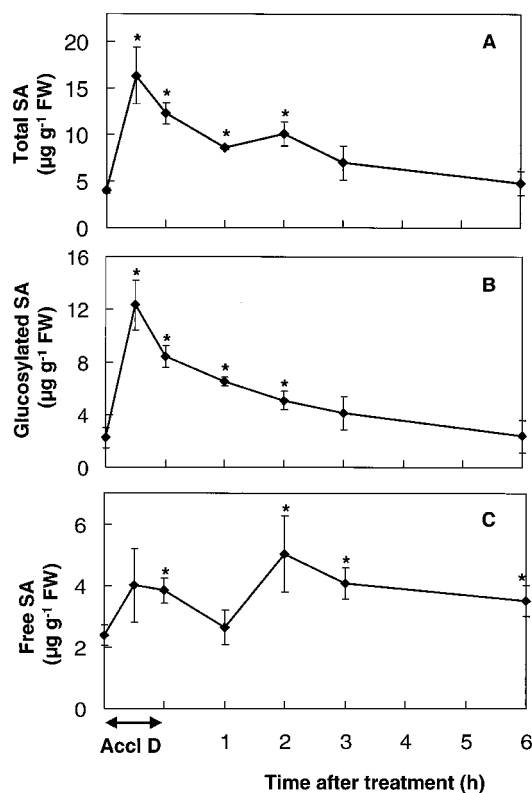 A
Total SA
(µg g⁻¹ FW)
20
15
10
5
0
*
*
*
*
B
Glucosylated SA
(µg g⁻¹ FW)
16
12
8
4
0
*
*
*
*
C
Free SA
(µg g⁻¹ FW)
6
4
2
0
*
*
*
*
Accl D
1 2 3 4 5 6
Time after treatment (h)